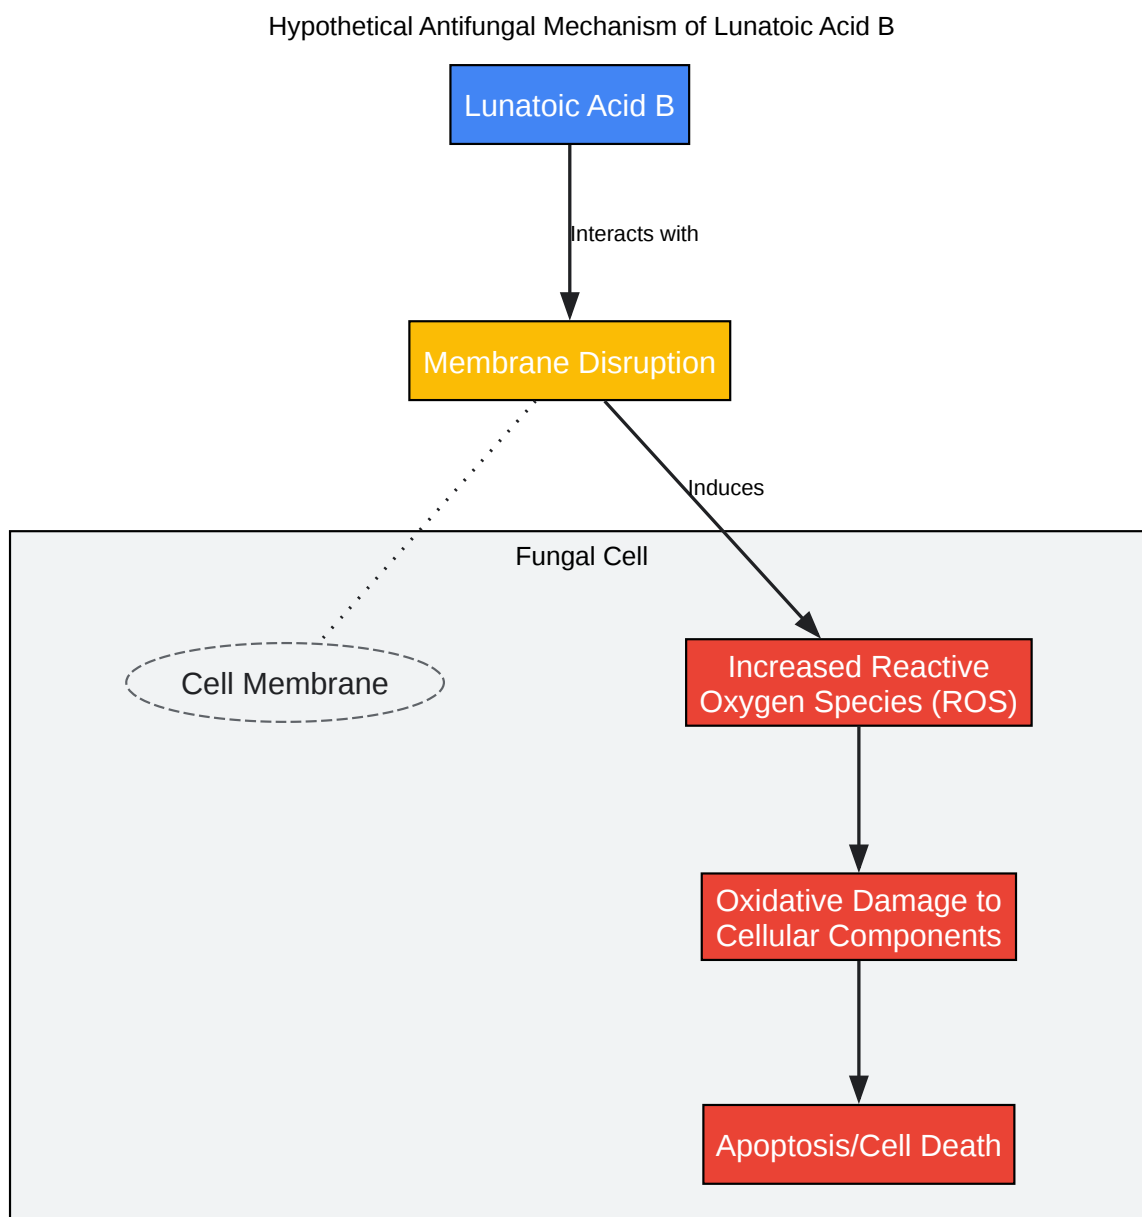 Hypothetical Antifungal Mechanism of Lunatoic Acid B
Lunatoic Acid B
Interacts with
Membrane Disruption
Induces
Fungal Cell
Cell Membrane
Increased Reactive
Oxygen Species (ROS)
Oxidative Damage to
Cellular Components
Apoptosis/Cell Death